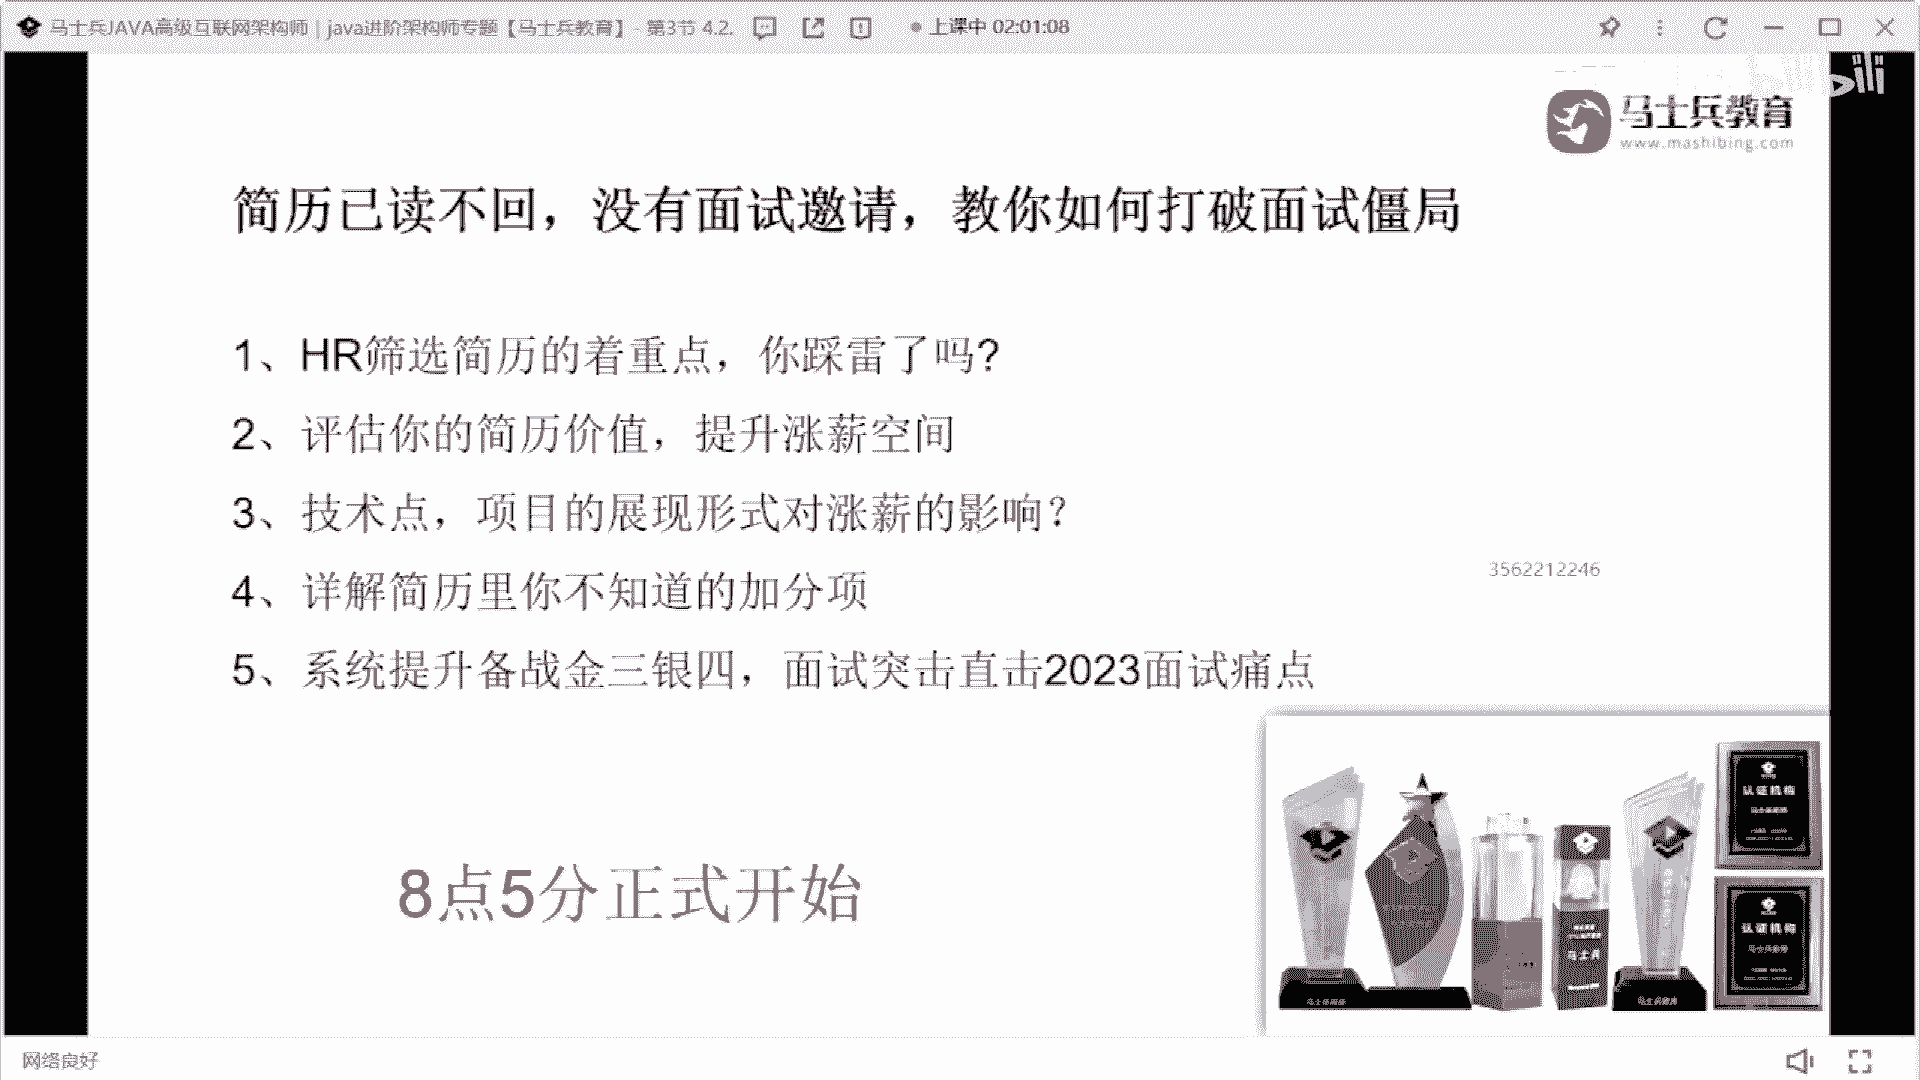 马士兵JAVA高级互联网架构师｜java进阶架构师专题【马士兵教育】- 第3节 4.2.
上课中 02:01:08
马士兵教育
www.mashibing.com
简历已读不回，没有面试邀请，教你如何打破面试僵局
1、HR筛选简历的着重点，你踩雷了吗?
2、评估你的简历价值，提升涨薪空间
3、技术点，项目的展现形式对涨薪的影响?
4、详解简历里你不知道的加分项
3562212246
5、系统提升备战金三银四，面试突击直击2023面试痛点
8点5分正式开始
认证机构
认证机构
马士兵
网络良好